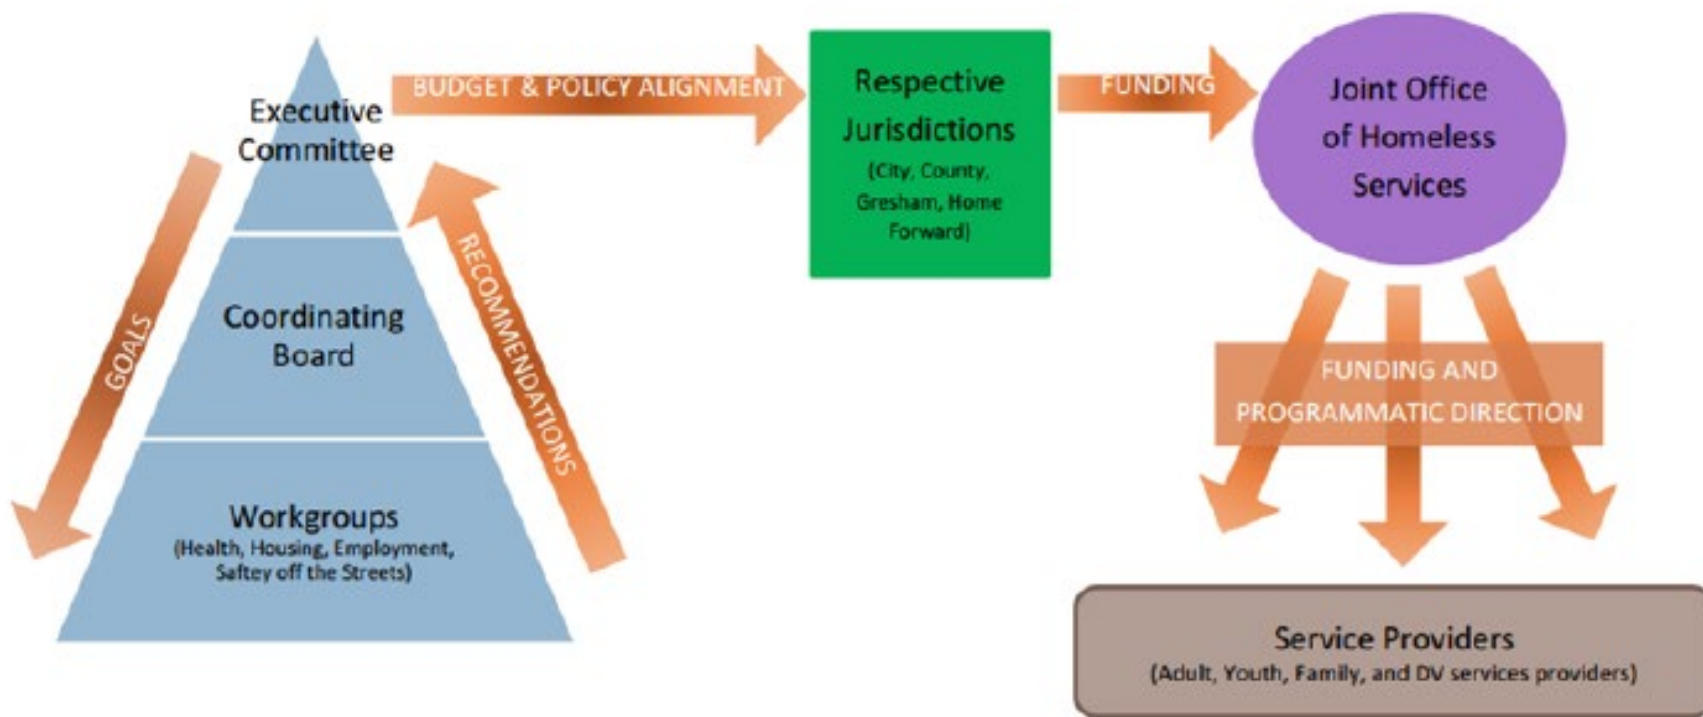 Executive
Committee
BUDGET & POLICY ALIGNMENT
Respective
Jurisdictions
(City, County,
Gresham, Home
Forward)
FUNDING
Joint Office
of Homeless
Services
GOALS
RECOMMENDATIONS
Coordinating
Board
Workgroups
(Health, Housing, Employment,
Saftey off the Streets)
FUNDING AND
PROGRAMMATIC DIRECTION
Service Providers
(Adult, Youth, Family, and DV services providers)